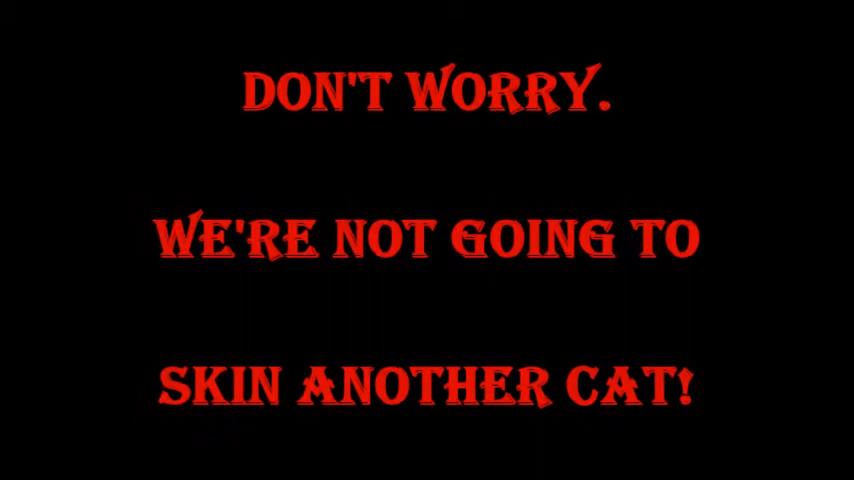 DON'T WORRY.
WE'RE NOT GOING TO
SKIN ANOTHER CAT!